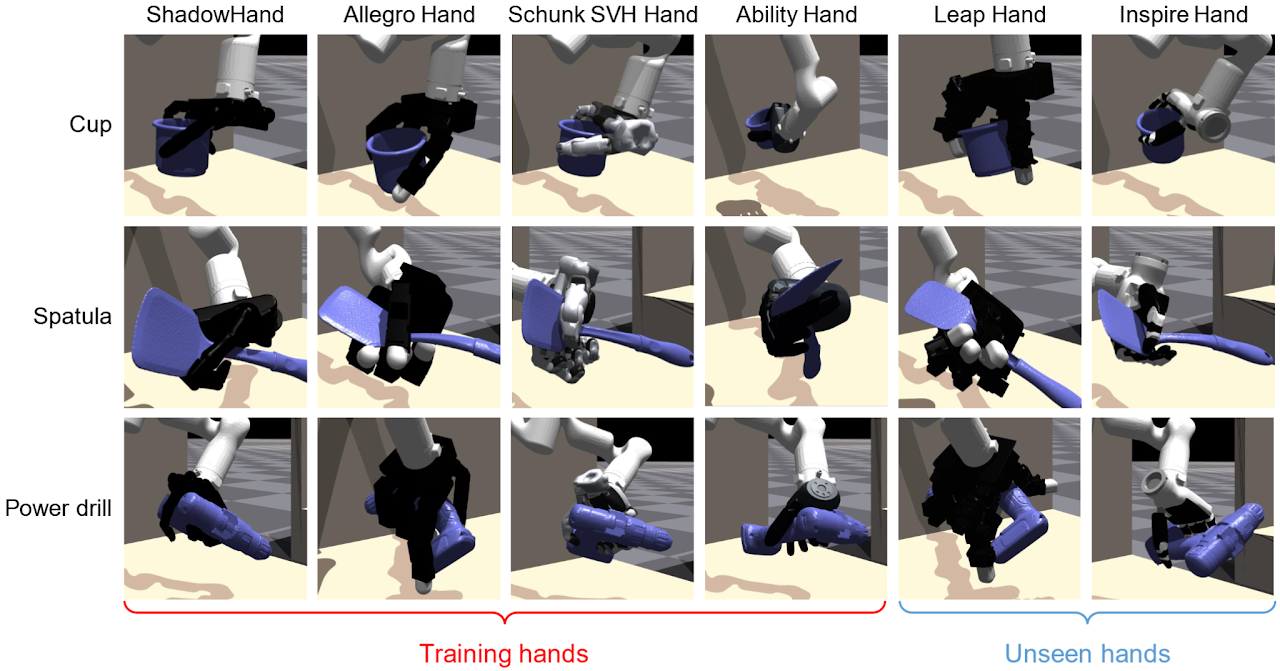 ShadowHand Allegro Hand Schunk SVH Hand Ability Hand Leap Hand Inspire Hand
Cup
Spatula
Power drill
Training hands Unseen hands